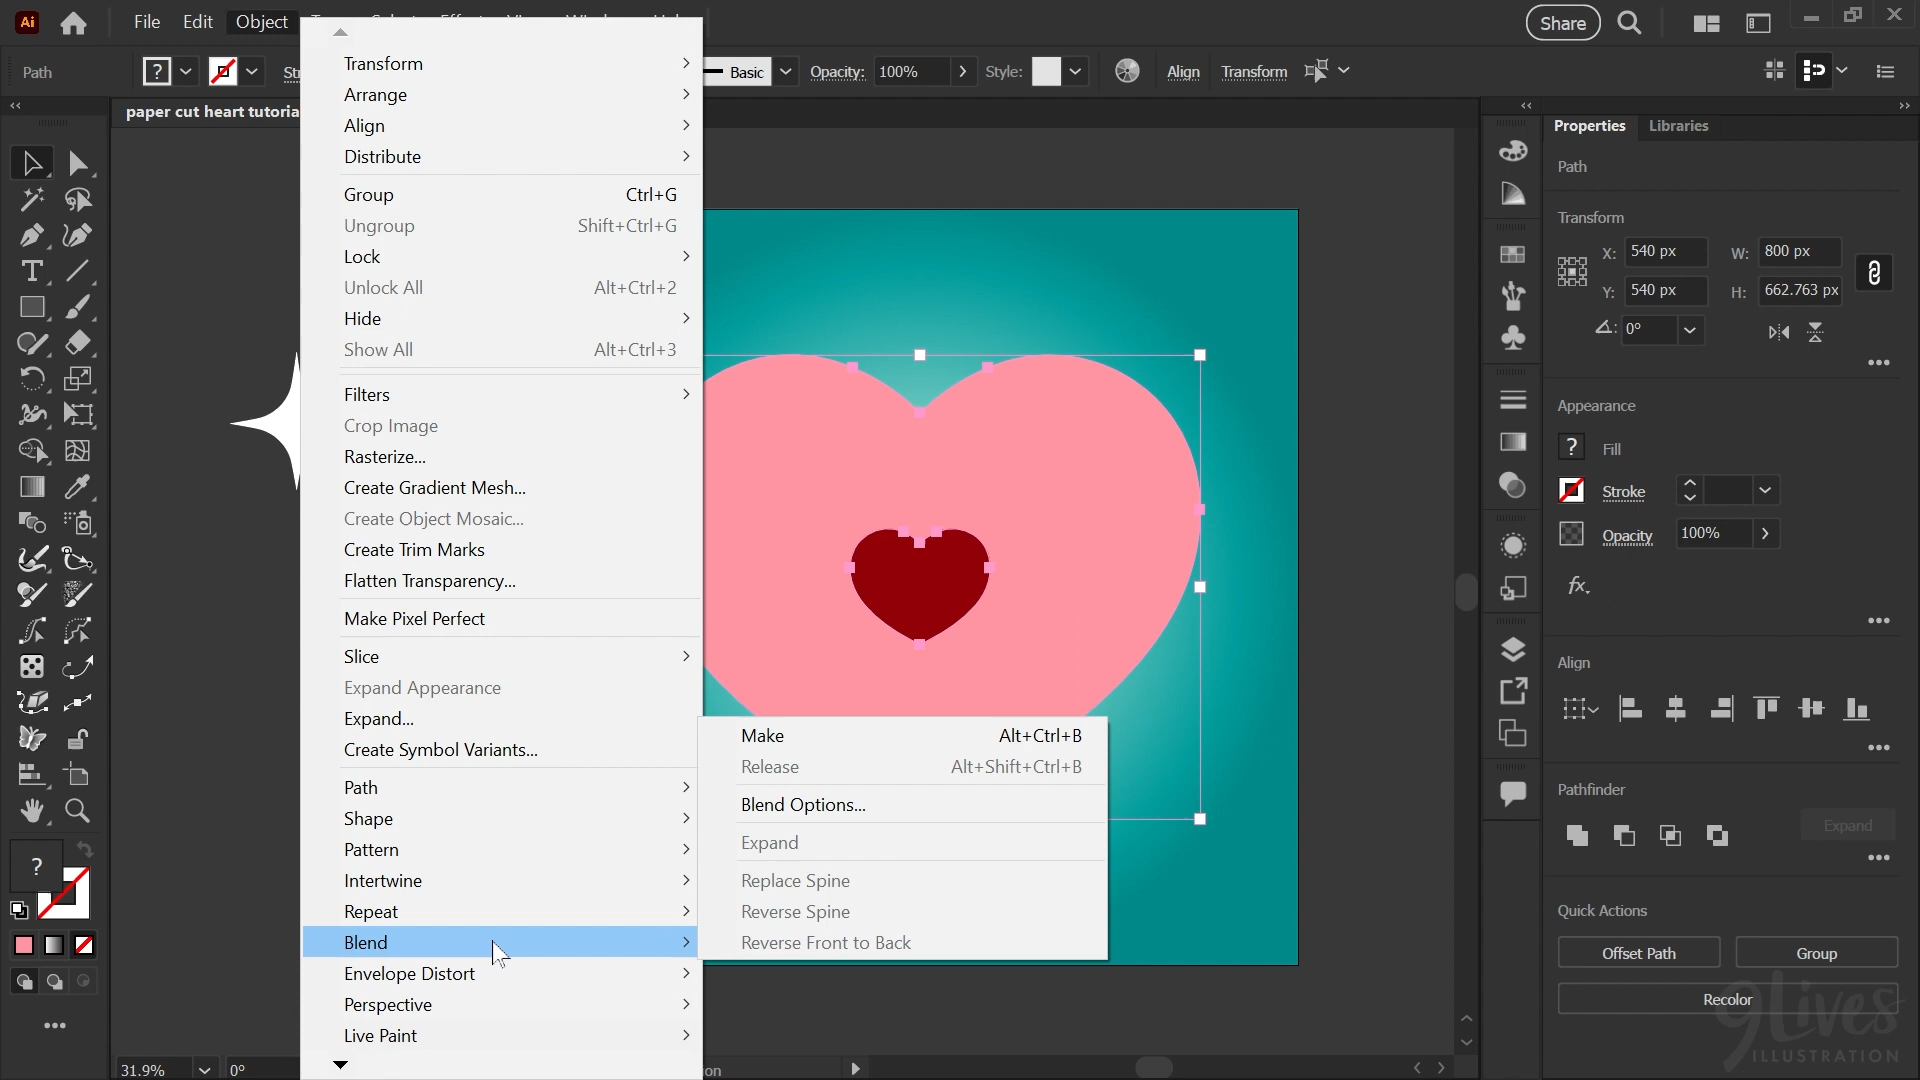 Ai
File
Edit
Object
Share
Path
?
Basic
Opacity:
100%
Style:
Align
Transform
paper cut heart tutoria
Transform
Arrange
Align
Distribute
Group Ctrl+G
Ungroup Shift+Ctrl+G
Lock
Unlock All Alt+Ctrl+2
Hide
Show All Alt+Ctrl+3
Filters
Crop Image
Rasterize...
Create Gradient Mesh...
Create Object Mosaic...
Create Trim Marks
Flatten Transparency...
Make Pixel Perfect
Slice
Expand Appearance
Expand...
Create Symbol Variants...
Path
Shape
Pattern
Intertwine
Repeat
Blend
Envelope Distort
Perspective
Live Paint
Make Alt+Ctrl+B
Release Alt+Shift+Ctrl+B
Blend Options...
Expand
Replace Spine
Reverse Spine
Reverse Front to Back
?
31.9%
0°
Properties
Libraries
Path
Transform
X: 540 px W: 800 px
Y: 540 px H: 662.763 px
0°
Appearance
? Fill
Stroke
Opacity 100%
fx.
Align
Pathfinder
Expand
Quick Actions
Offset Path
Group
Recolor
9Lives
ILLUSTRATION